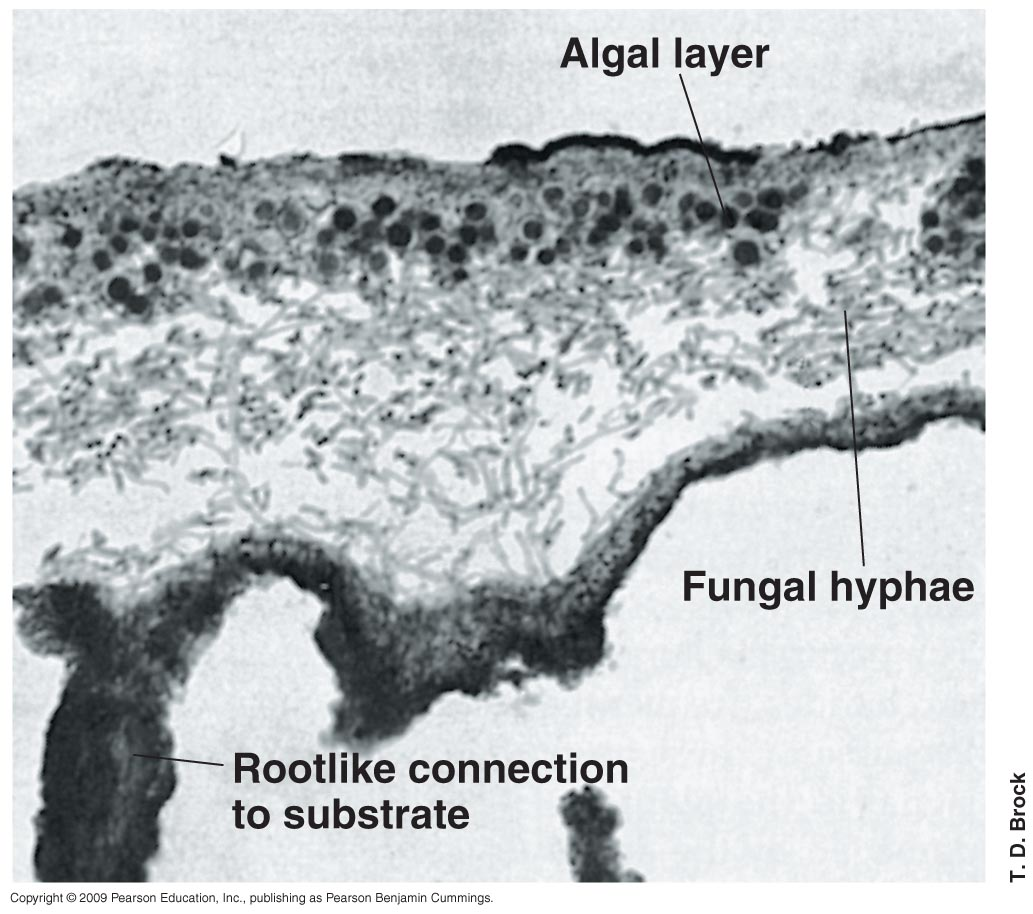 Algal layer
Fungal hyphae
Rootlike connection
to substrate
T. D. Brock
Copyright © 2009 Pearson Education, Inc., publishing as Pearson Benjamin Cummings.